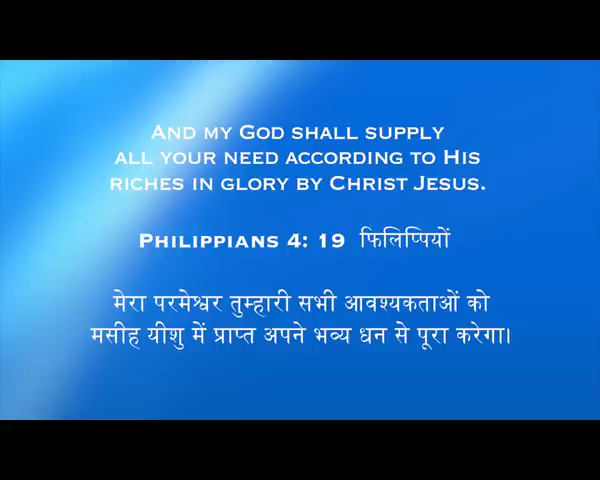 And my God shall supply
all your need according to His
riches in glory by Christ Jesus.
Philippians 4: 19 फिलिप्पियों
मेरा परमेश्वर तुम्हारी सभी आवश्यकताओं को
मसीह यीशु में प्राप्त अपने भव्य धन से पूरा करेगा।